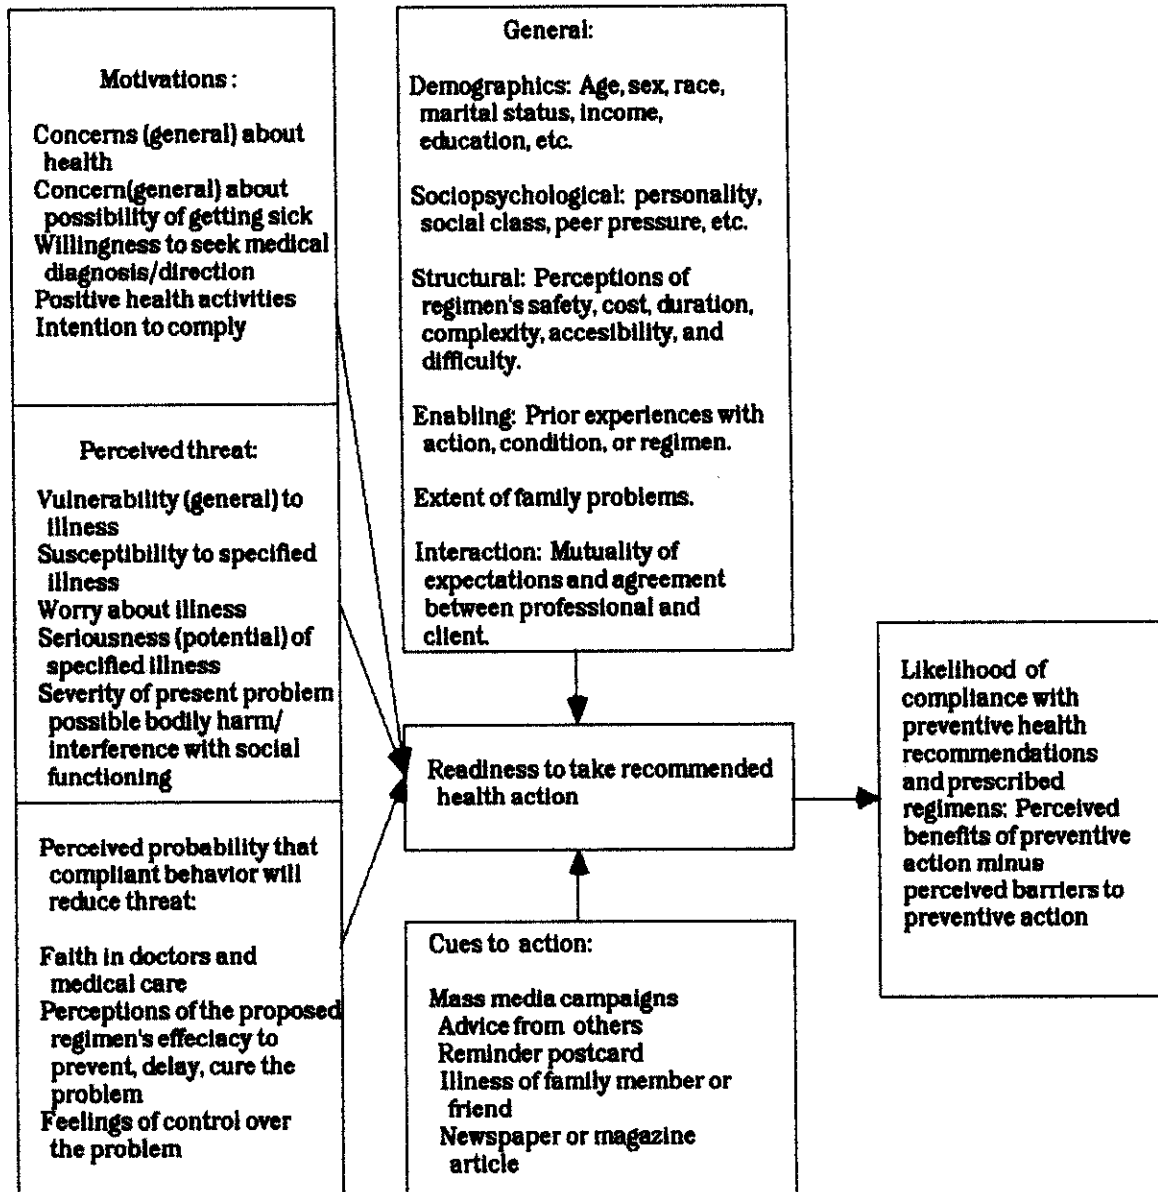 Motivations :
Concerns (general) about
health
Concern(general) about
possibility of getting sick
Willingness to seek medical
diagnosis/direction
Positive health activities
Intention to comply
Perceived threat:
Vulnerability (general) to
illness
Susceptibility to specified
illness
Worry about illness
Seriousness (potential) of
specified illness
Severity of present problem
possible bodily harm/
interference with social
functioning
Perceived probability that
compliant behavior will
reduce threat:
Faith in doctors and
medical care
Perceptions of the proposed
regimen's effeciacy to
prevent, delay, cure the
problem
Feelings of control over
the problem
General:
Demographics: Age, sex, race,
marital status, income,
education, etc.
Sociopsychological: personality,
social class, peer pressure, etc.
Structural: Perceptions of
regimen's safety, cost, duration,
complexity, accesibility, and
difficulty.
Enabling: Prior experiences with
action, condition, or regimen.
Extent of family problems.
Interaction: Mutuality of
expectations and agreement
between professional and
client.
Readiness to take recommended
health action
Cues to action:
Mass media campaigns
Advice from others
Reminder postcard
Illness of family member or
friend
Newspaper or magazine
article
Likelihood of
compliance with
preventive health
recommendations
and prescribed
regimens: Perceived
benefits of preventive
action minus
perceived barriers to
preventive action